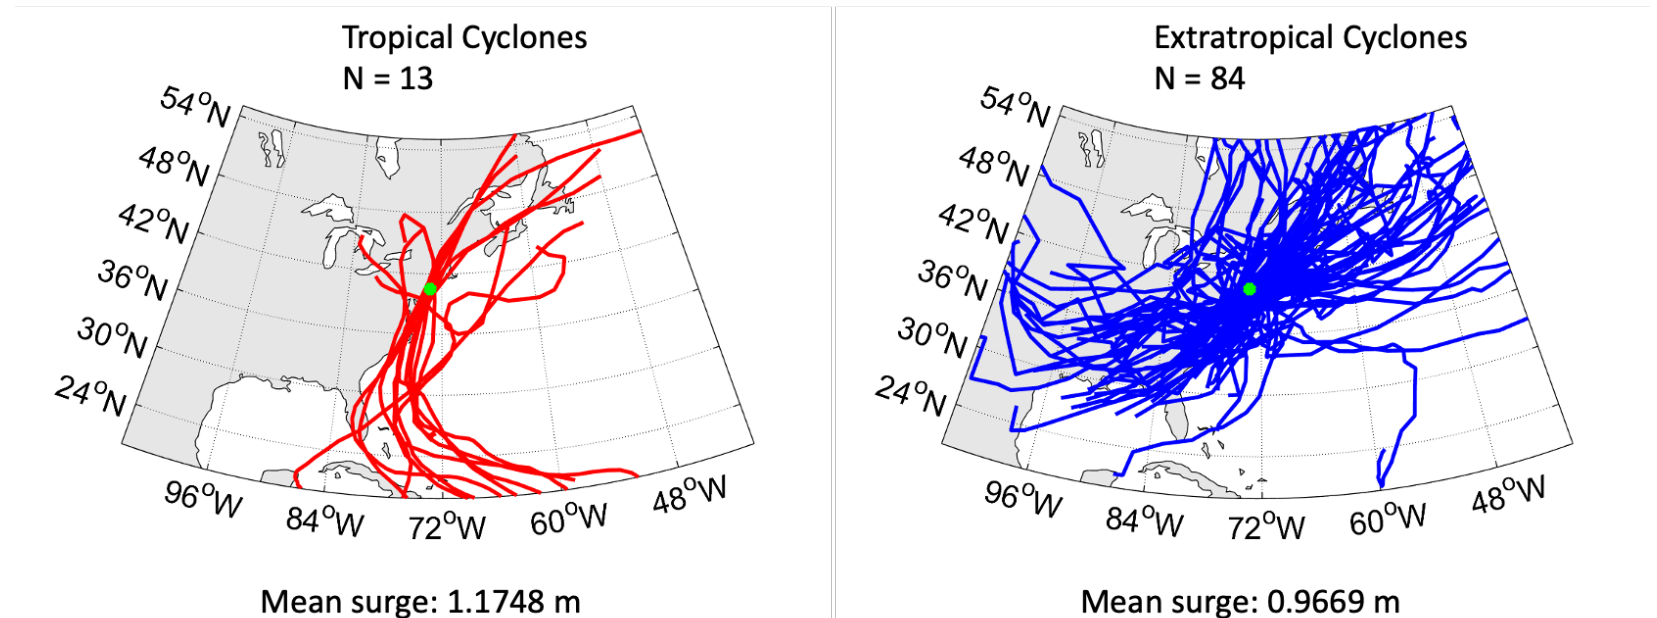 Tropical Cyclones
N = 13
54°N
48°N
42°N
36°N
30°N
24°N
96°W
84°W
72°W
60°W
48°W
Mean surge: 1.1748 m
Extratropical Cyclones
N = 84
54°N
48°N
42°N
36°N
30°N
24°N
96°W
84°W
72°W
60°W
48°W
Mean surge: 0.9669 m